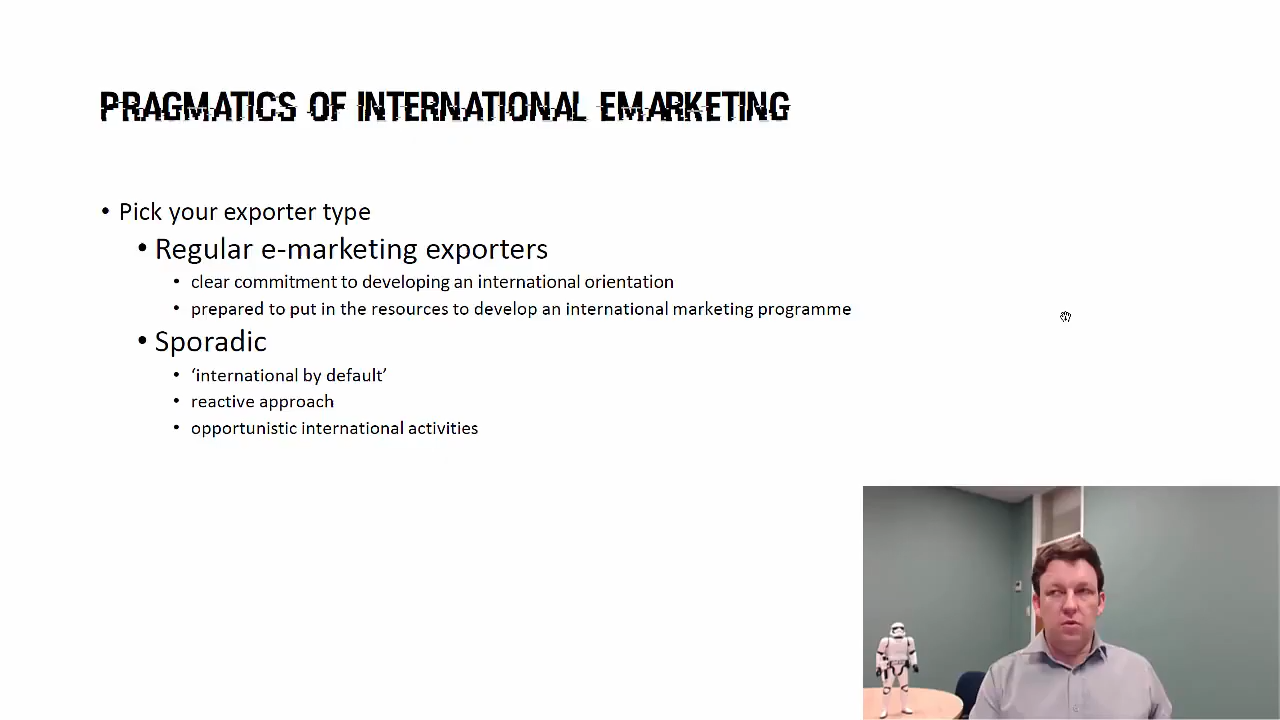 PRAGMATICS OF INTERNATIONAL EMARKETING
• Pick your exporter type
• Regular e-marketing exporters
• clear commitment to developing an international orientation
• prepared to put in the resources to develop an international marketing programme
• Sporadic
• ‘international by default’
• reactive approach
• opportunistic international activities